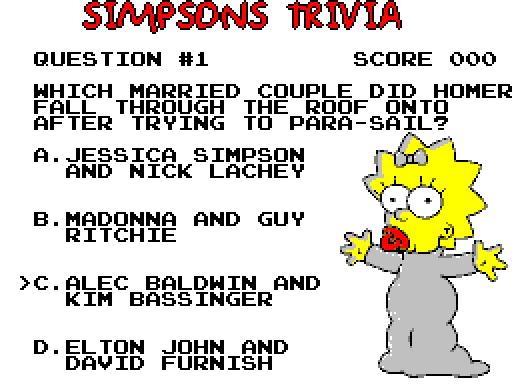 SIMPSONS TRIVIA
QUESTION #1 SCORE 000
WHICH MARRIED COUPLE DID HOMER
FALL THROUGH THE ROOF ONTO
AFTER TRYING TO PARA-SAIL?
A.JESSICA SIMPSON
AND NICK LACHEY
B.MADONNA AND GUY
RITCHIE
>C.ALEC BALDWIN AND
KIM BASSINGER
D.ELTON JOHN AND
DAVID FURNISH